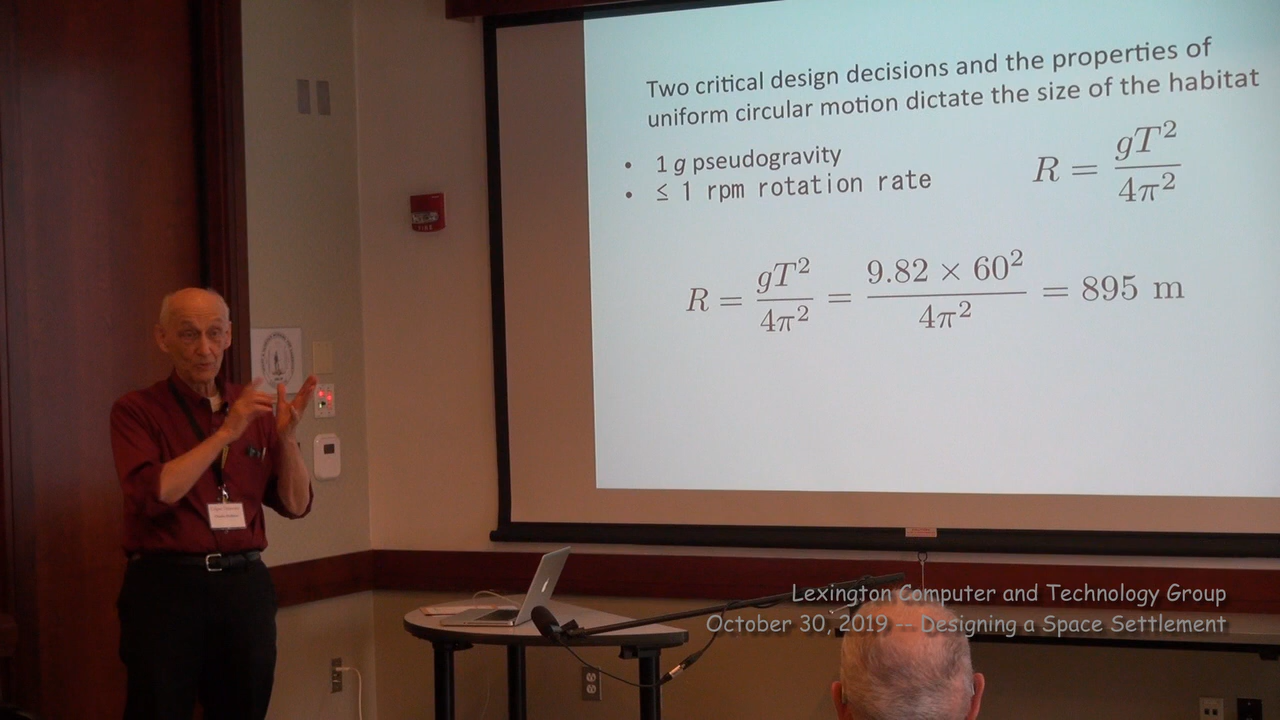 Two critical design decisions and the properties of
uniform circular motion dictate the size of the habitat
• 1 g pseudogravity
• ≤ 1 rpm rotation rate
R = gT²/4π²
R = gT²/4π² = 9.82 × 60²/4π² = 895 m
FIRE
Lexington Computer and Technology Group
October 30, 2019 -- Designing a Space Settlement